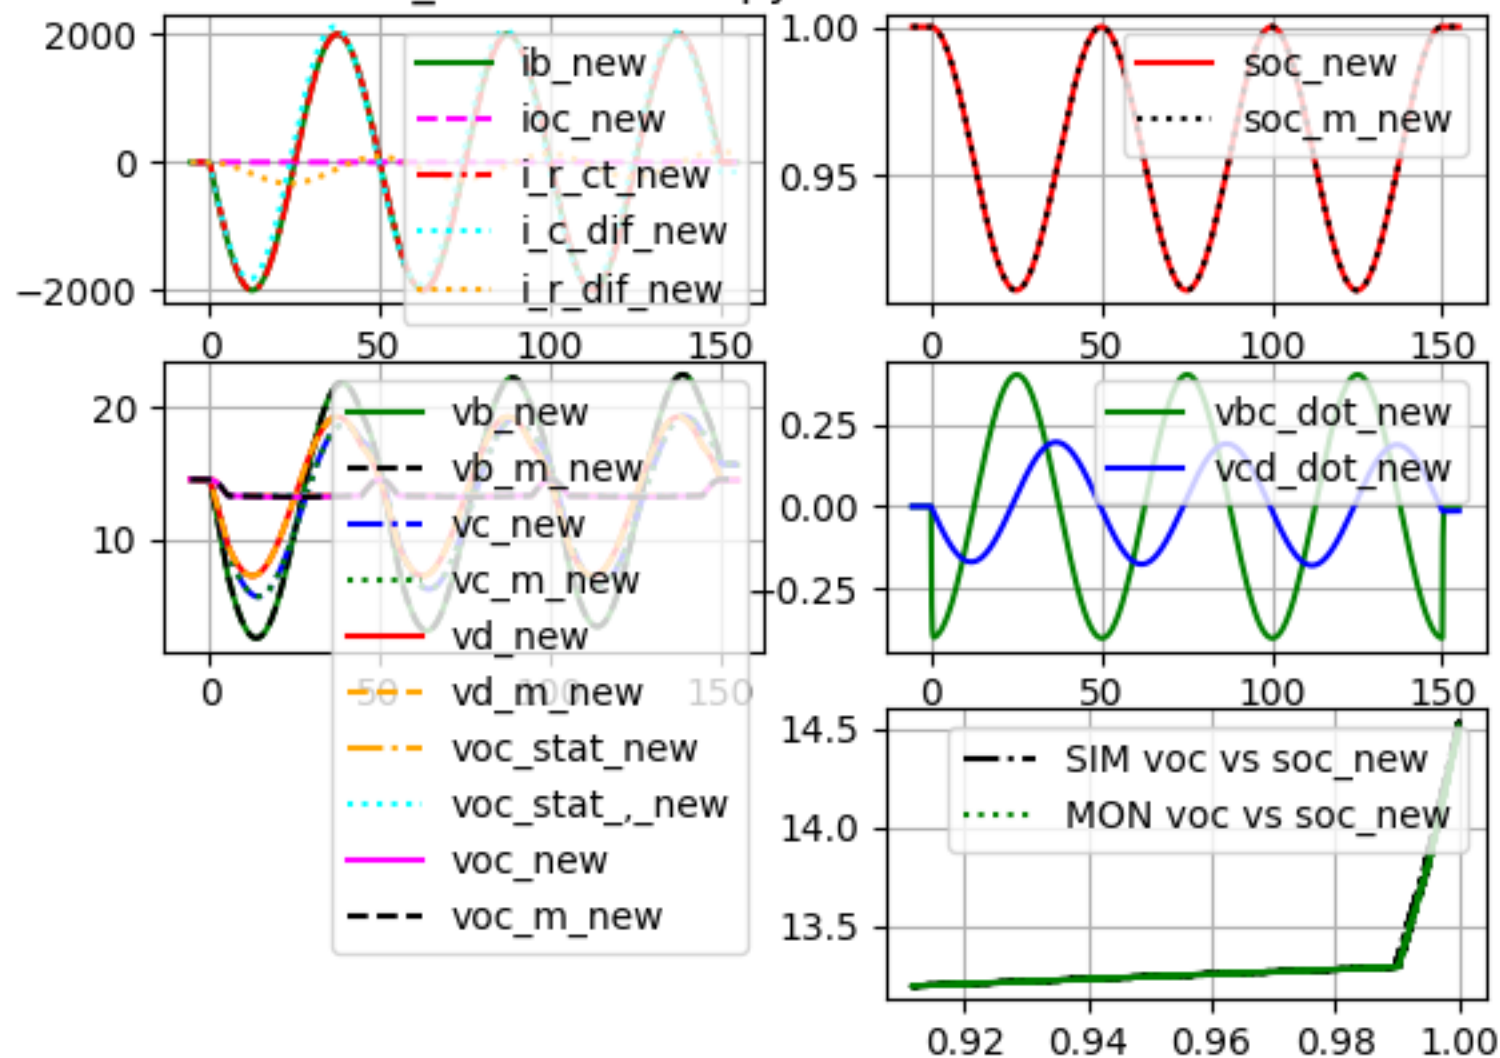 2000
0
−2000
0
50
100
150
ib_new
ioc_new
i_r_ct_new
i_c_dif_new
i_r_dif_new
1.00
0.95
0
50
100
150
soc_new
soc_m_new
20
10
0
50
100
150
vb_new
vb_m_new
vc_new
vc_m_new
vd_new
vd_m_new
voc_stat_new
voc_stat_,_new
voc_new
voc_m_new
0.25
0.00
−0.25
0
50
100
150
vbc_dot_new
vcd_dot_new
14.5
14.0
13.5
0.92
0.94
0.96
0.98
1.00
SIM voc vs soc_new
MON voc vs soc_new